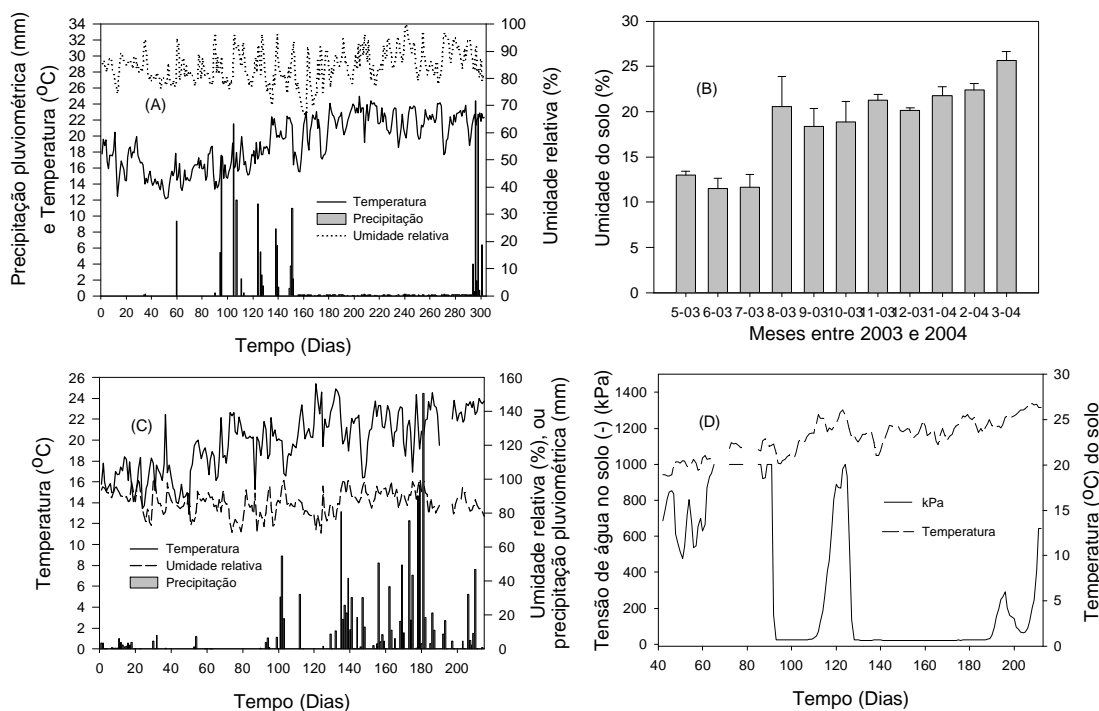 Precipitação pluviométrica (mm)
e Temperatura (ºC)
34
32
30
28
26
24
22
20
18
16
14
12
10
8
6
4
2
0
(A)
Temperatura
Precipitação
Umidade relativa
100
80
60
40
20
0
Umidade relativa (%)
0 20 40 60 80 100 120 140 160 180 200 220 240 260 280 300
Tempo (Dias)
Umidade do solo (%)
30
25
20
15
10
5
0
(B)
5-03 6-03 7-03 8-03 9-03 10-03 11-03 12-03 1-04 2-04 3-04
Meses entre 2003 e 2004
Temperatura (ºC)
26
24
22
20
18
16
14
12
10
8
6
4
2
0
(C)
Temperatura
Umidade relativa
Precipitação
160
140
120
100
80
60
40
20
0
Umidade relativa (%), ou
precipitação pluviométrica (mm)
0 20 40 60 80 100 120 140 160 180 200
Tempo (Dias)
Tensão de água no solo (-) (kPa)
1400
1200
1000
800
600
400
200
0
(D)
kPa
Temperatura
30
25
20
15
10
5
0
Temperatura (ºC) do solo
40 60 80 100 120 140 160 180 200
Tempo (Dias)